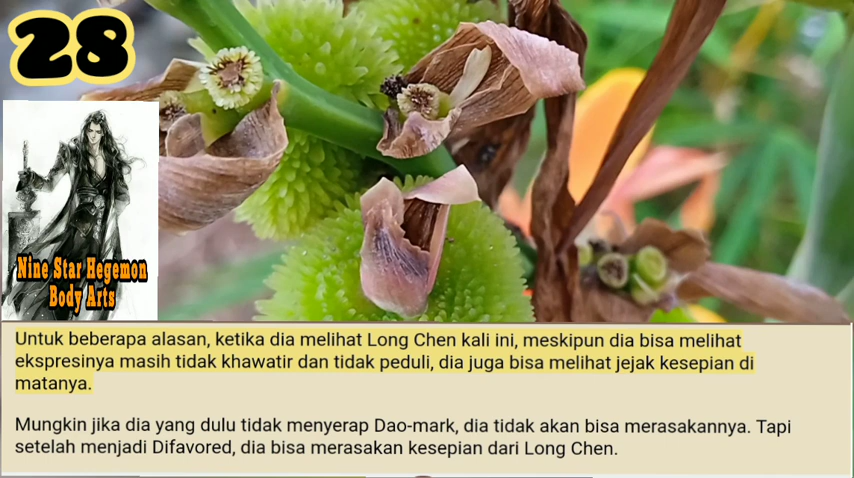 28
Nine Star Hegemon
Body Arts
Untuk beberapa alasan, ketika dia melihat Long Chen kali ini, meskipun dia bisa melihat
ekspresinya masih tidak khawatir dan tidak peduli, dia juga bisa melihat jejak kesepian di
matanya.
Mungkin jika dia yang dulu tidak menyerap Dao-mark, dia tidak akan bisa merasakannya. Tapi
setelah menjadi Difavored, dia bisa merasakan kesepian dari Long Chen.